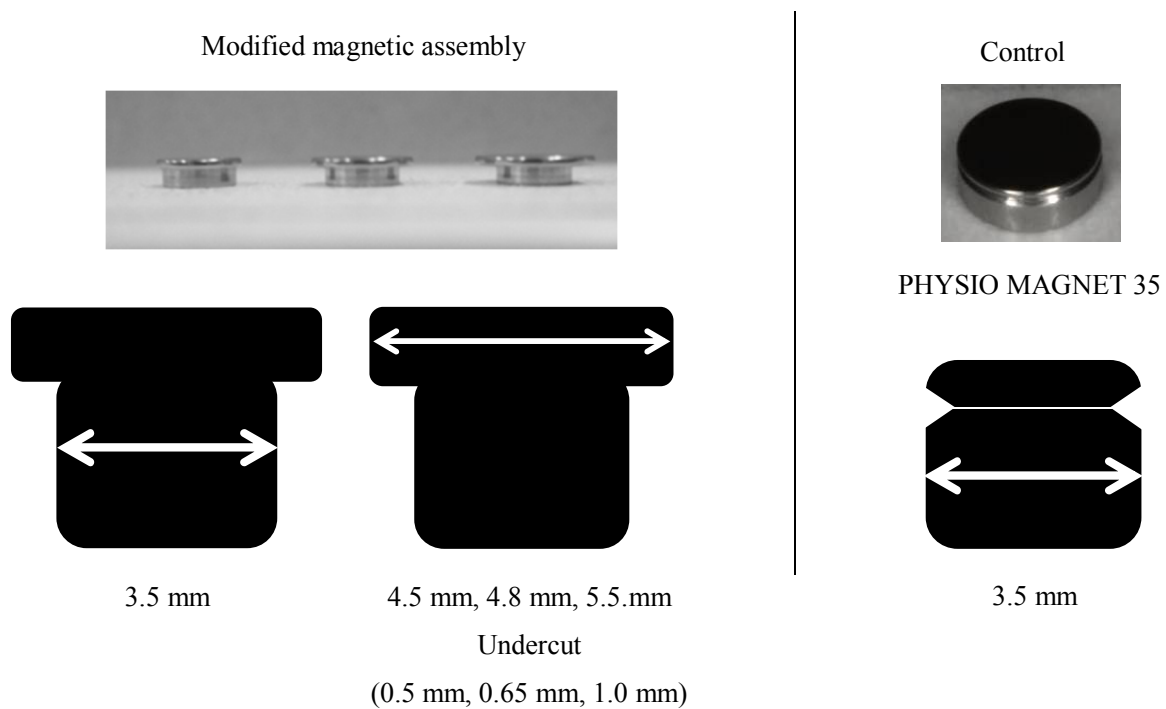 Modified magnetic assembly
Control
PHYSIO MAGNET 35
3.5 mm
4.5 mm, 4.8 mm, 5.5.mm
Undercut
(0.5 mm, 0.65 mm, 1.0 mm)
3.5 mm